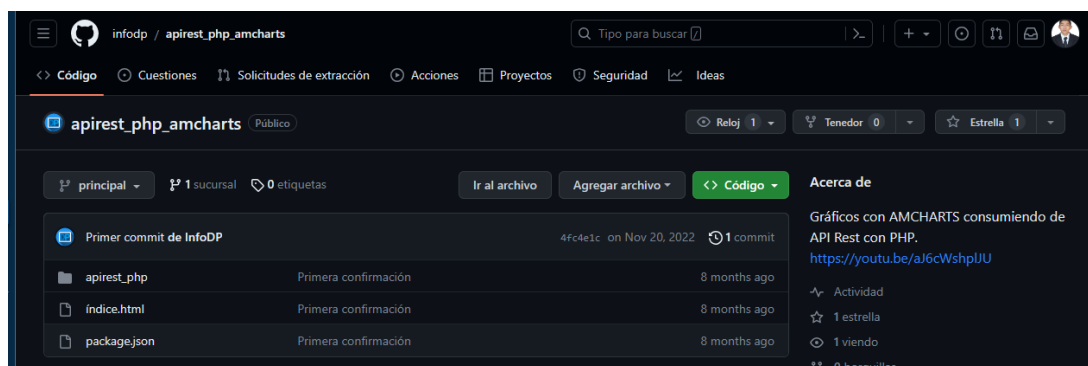 infodp / apirest_php_amcharts
Tipo para buscar /
<> Código Cuestiones Solicitudes de extracción Acciones Proyectos Seguridad Ideas
apirest_php_amcharts Público
Reloj 1 Tenedor 0 Estrella 1
principal 1 sucursal 0 etiquetas Ir al archivo Agregar archivo <> Código
Primer commit de InfoDP 4fc4e1c on Nov 20, 2022 1 commit
apirest_php Primera confirmación 8 months ago
índice.html Primera confirmación 8 months ago
package.json Primera confirmación 8 months ago
Acerca de
Gráficos con AMCHARTS consumiendo de
API Rest con PHP.
https://youtu.be/aJ6cWshplJU
Actividad
1 estrella
1 viendo